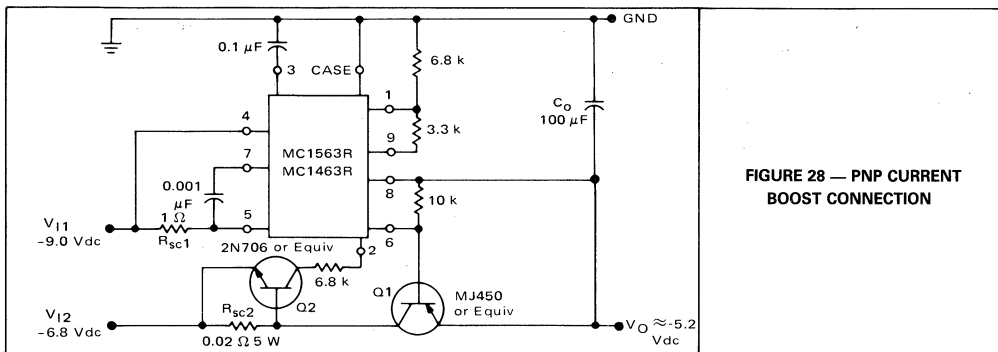 GND
0.1 µF
3
CASE
6.8 k
1
C₀
100 µF
4
9
3.3 k
7
MC1563R
MC1463R
8
0.001
µF
10 k
V_I1
-9.0 Vdc
1 Ω
R_sc1
5
6
2N706 or Equiv
2
6.8 k
Q1
MJ450
or Equiv
Q2
R_sc2
V_I2
-6.8 Vdc
0.02 Ω 5 W
V_O ≈-5.2
Vdc
FIGURE 28 — PNP CURRENT
BOOST CONNECTION